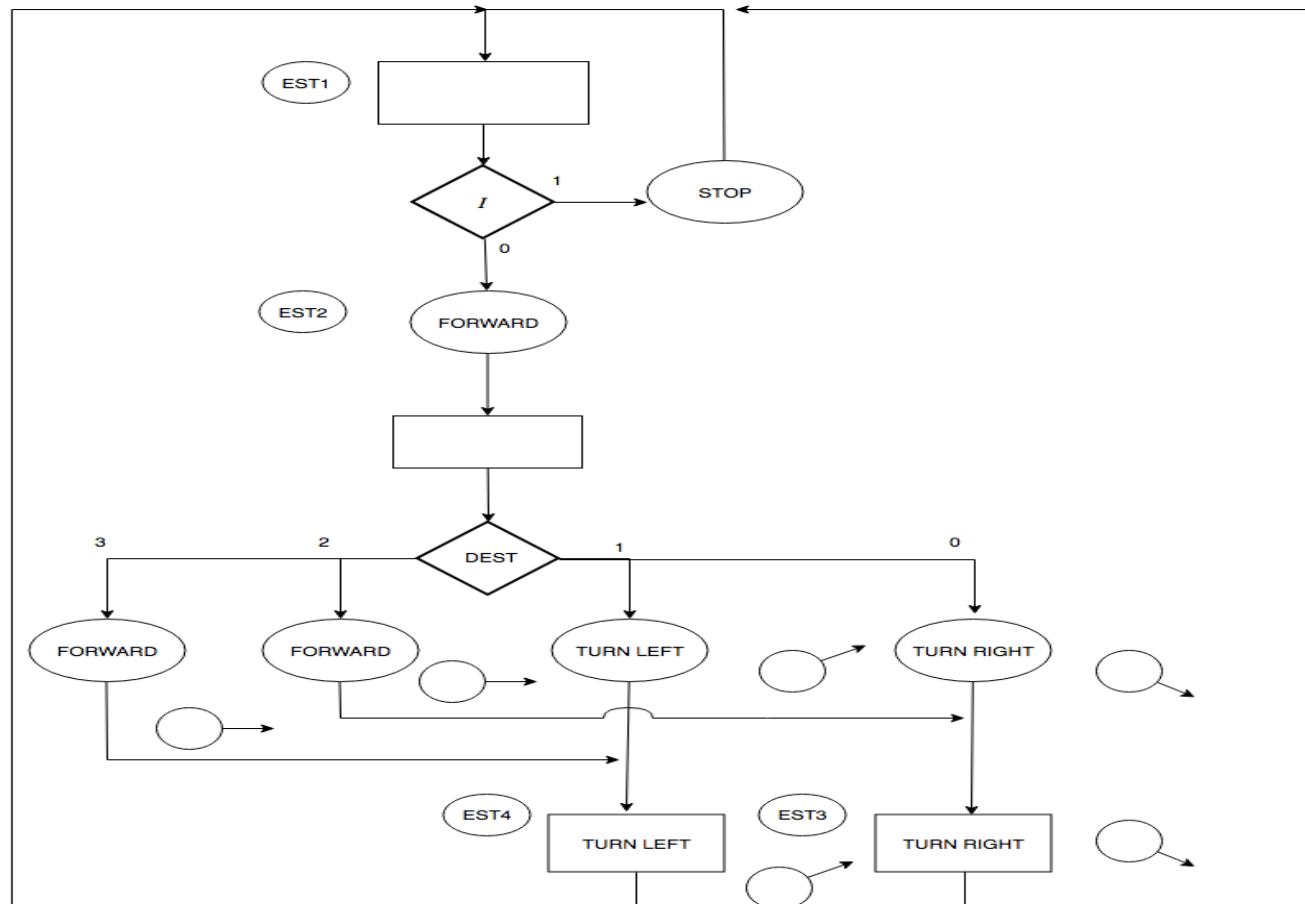 EST1
I
1
STOP
0
EST2
FORWARD
3
2
DEST
1
0
FORWARD
FORWARD
TURN LEFT
TURN RIGHT
EST4
EST3
TURN LEFT
TURN RIGHT